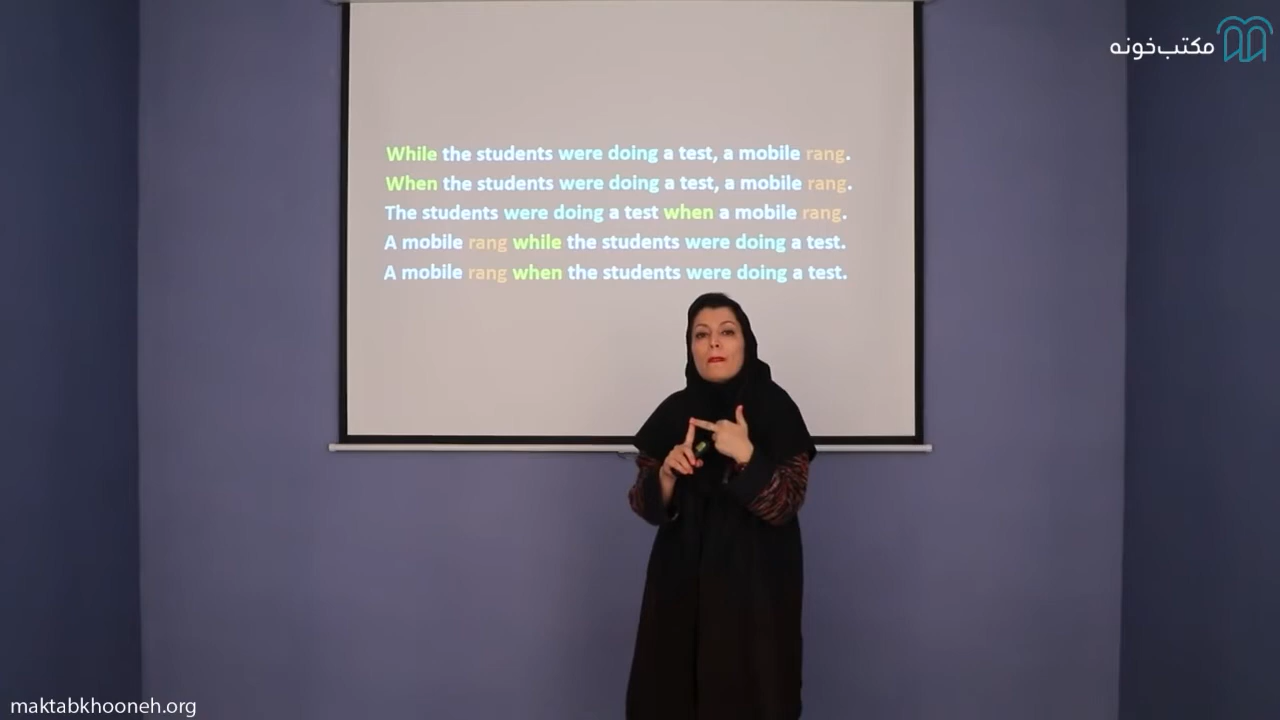 مکتب‌خونه
While the students were doing a test, a mobile rang.
When the students were doing a test, a mobile rang.
The students were doing a test when a mobile rang.
A mobile rang while the students were doing a test.
A mobile rang when the students were doing a test.
maktabkhooneh.org